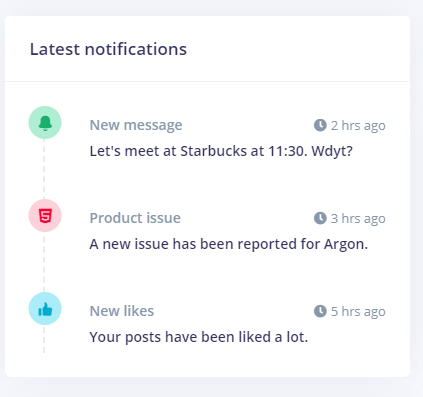 Latest notifications
New message 2 hrs ago
Let's meet at Starbucks at 11:30. Wdyt?
Product issue 3 hrs ago
A new issue has been reported for Argon.
New likes 5 hrs ago
Your posts have been liked a lot.